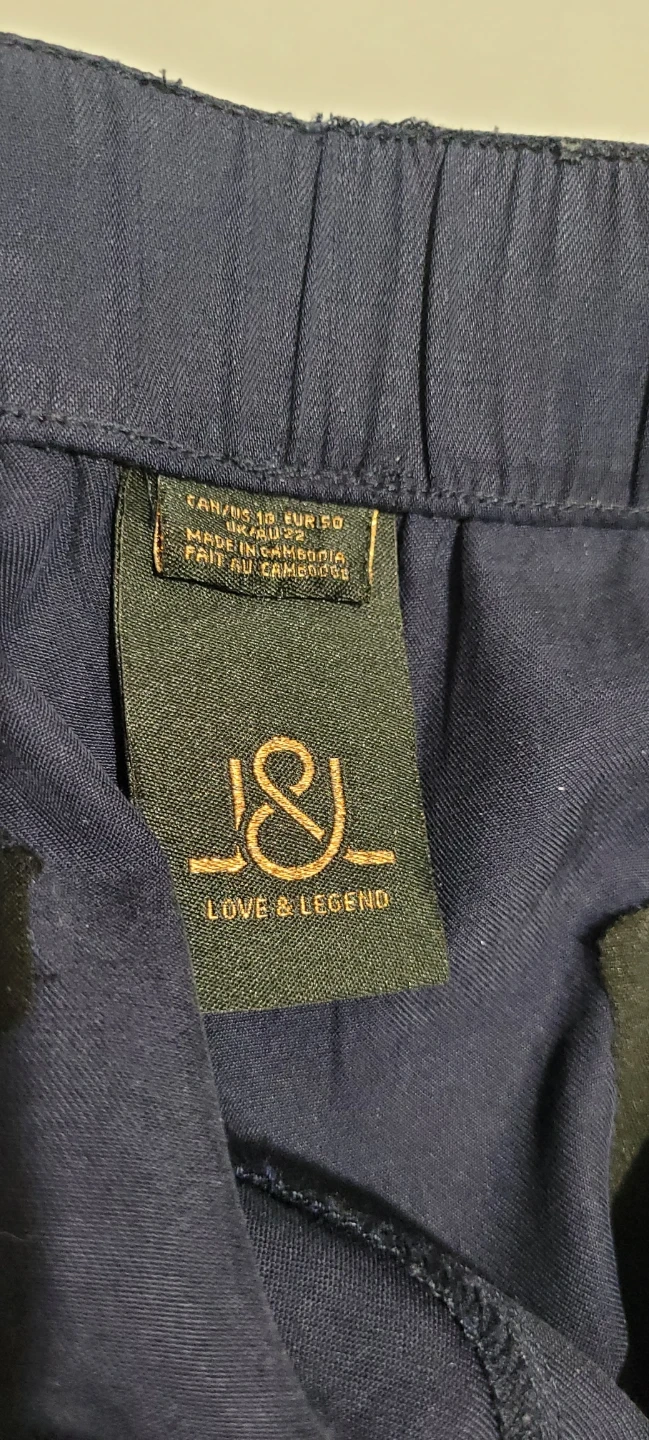 CAN/US 18 EUR 50
UK/AU 22
MADE IN CAMBODIA
FAIT AU CAMBODGE
L&L
LOVE & LEGEND